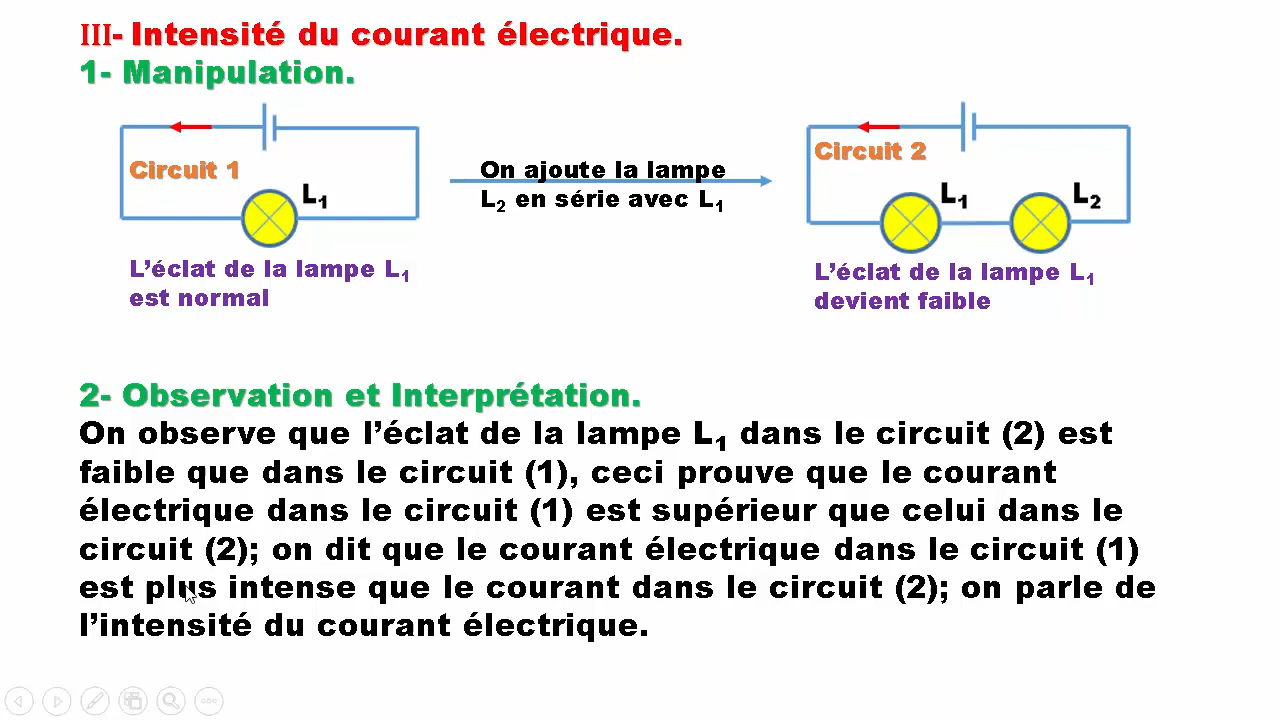 III- Intensité du courant électrique.
1- Manipulation.
Circuit 1
L1
On ajoute la lampe
L2 en série avec L1
Circuit 2
L1
L2
L’éclat de la lampe L1
est normal
L’éclat de la lampe L1
devient faible
2- Observation et Interprétation.
On observe que l’éclat de la lampe L1 dans le circuit (2) est
faible que dans le circuit (1), ceci prouve que le courant
électrique dans le circuit (1) est supérieur que celui dans le
circuit (2); on dit que le courant électrique dans le circuit (1)
est plus intense que le courant dans le circuit (2); on parle de
l’intensité du courant électrique.